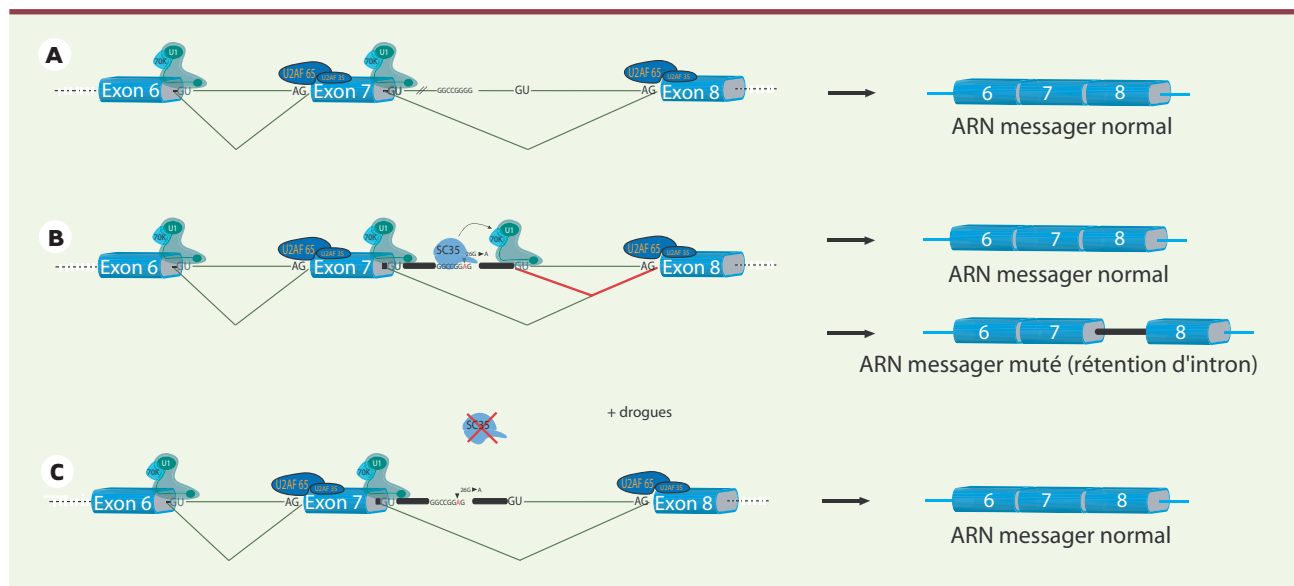 A
U1
70K
Exon 6
GU
U2AF 65
U2AF 35
AG
Exon 7
U1
70K
GU
GGCCGGGG
GU
U2AF 65
U2AF 35
AG
Exon 8
6 7 8
ARN messager normal
B
U1
70K
Exon 6
GU
U2AF 65
U2AF 35
AG
Exon 7
U1
70K
GU
SC35
26G►A
GGCCGGAG
U1
70K
GU
U2AF 65
U2AF 35
AG
Exon 8
6 7 8
ARN messager normal
6 7 8
ARN messager muté (rétention d'intron)
SC35
+ drogues
C
U1
70K
Exon 6
GU
U2AF 65
U2AF 35
AG
Exon 7
U1
70K
GU
26G►A
GGCCGGAG
GU
U2AF 65
U2AF 35
AG
Exon 8
6 7 8
ARN messager normal